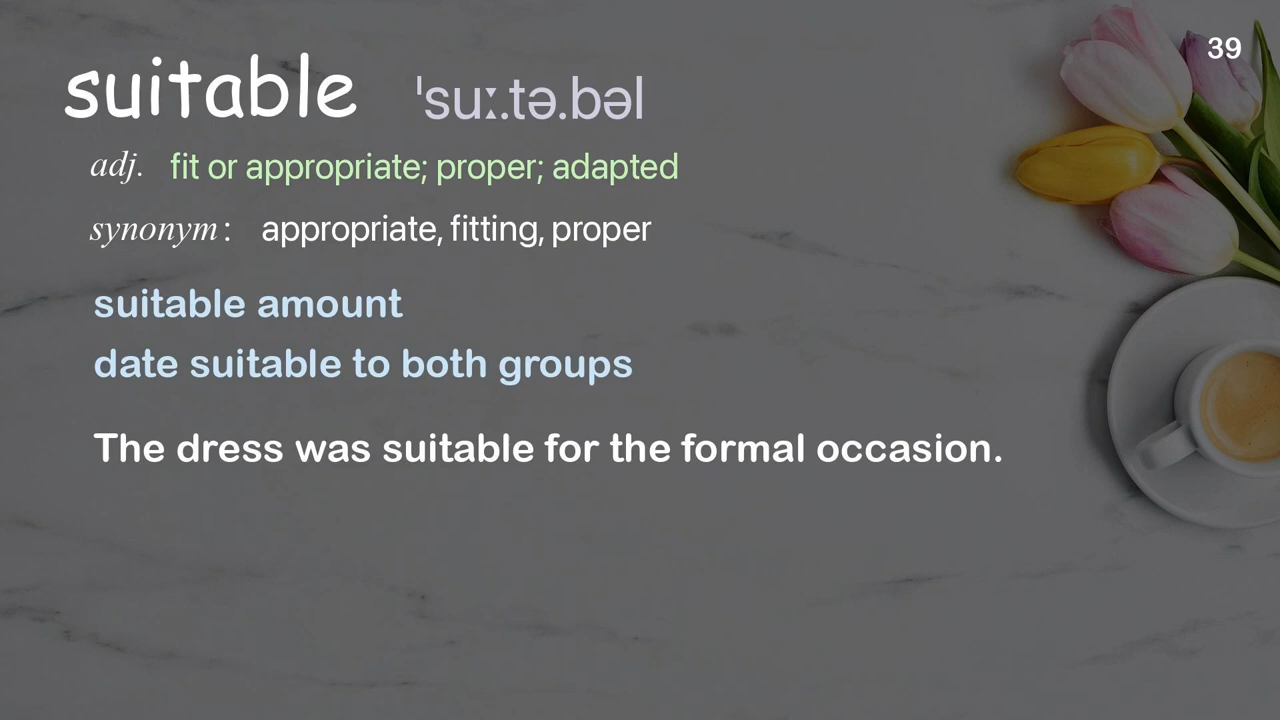 39
suitable ˈsuː.tə.bəl
adj. fit or appropriate; proper; adapted
synonym: appropriate, fitting, proper
suitable amount
date suitable to both groups
The dress was suitable for the formal occasion.